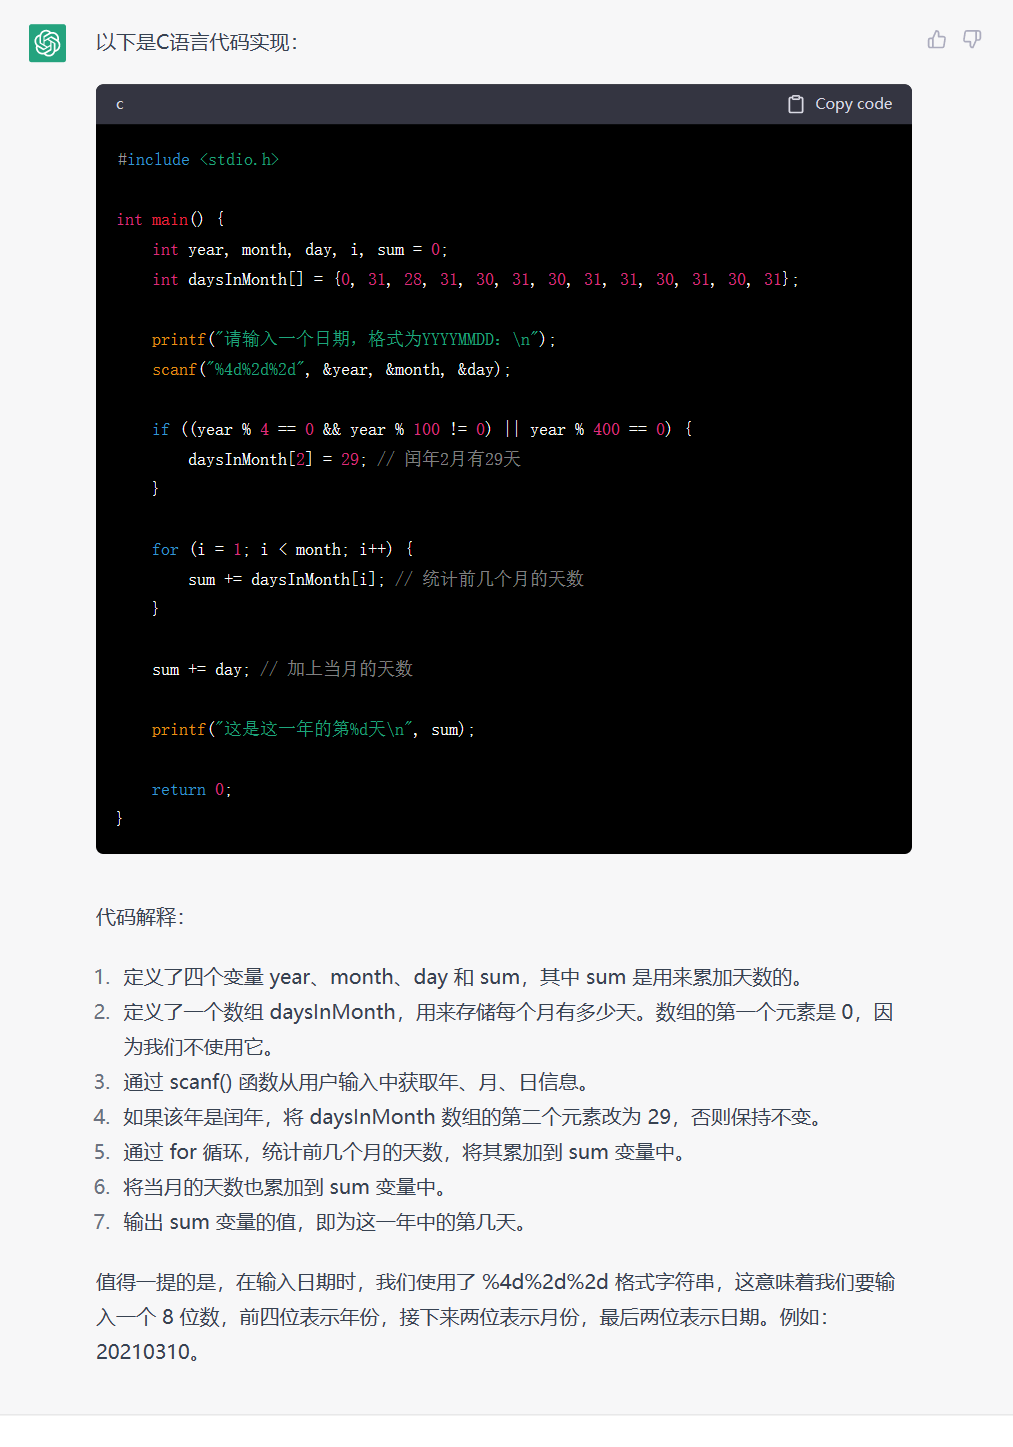 以下是C语言代码实现：
c
Copy code
#include <stdio.h>
int main() {
    int year, month, day, i, sum = 0;
    int daysInMonth[] = {0, 31, 28, 31, 30, 31, 30, 31, 31, 30, 31, 30, 31};
    printf("请输入一个日期，格式为YYYYMMDD：\n");
    scanf("%4d%2d%2d", &year, &month, &day);
    if ((year % 4 == 0 && year % 100 != 0) || year % 400 == 0) {
        daysInMonth[2] = 29; // 闰年2月有29天
    }
    for (i = 1; i < month; i++) {
        sum += daysInMonth[i]; // 统计前几个月的天数
    }
    sum += day; // 加上当月的天数
    printf("这是这一年的第%d天\n", sum);
    return 0;
}
代码解释：
1. 定义了四个变量 year、month、day 和 sum，其中 sum 是用来累加天数的。
2. 定义了一个数组 daysInMonth，用来存储每个月有多少天。数组的第一个元素是 0，因
为我们不使用它。
3. 通过 scanf() 函数从用户输入中获取年、月、日信息。
4. 如果该年是闰年，将 daysInMonth 数组的第二个元素改为 29，否则保持不变。
5. 通过 for 循环，统计前几个月的天数，将其累加到 sum 变量中。
6. 将当月的天数也累加到 sum 变量中。
7. 输出 sum 变量的值，即为这一年中的第几天。
值得一提的是，在输入日期时，我们使用了 %4d%2d%2d 格式字符串，这意味着我们要输
入一个 8 位数，前四位表示年份，接下来两位表示月份，最后两位表示日期。例如：
20210310。